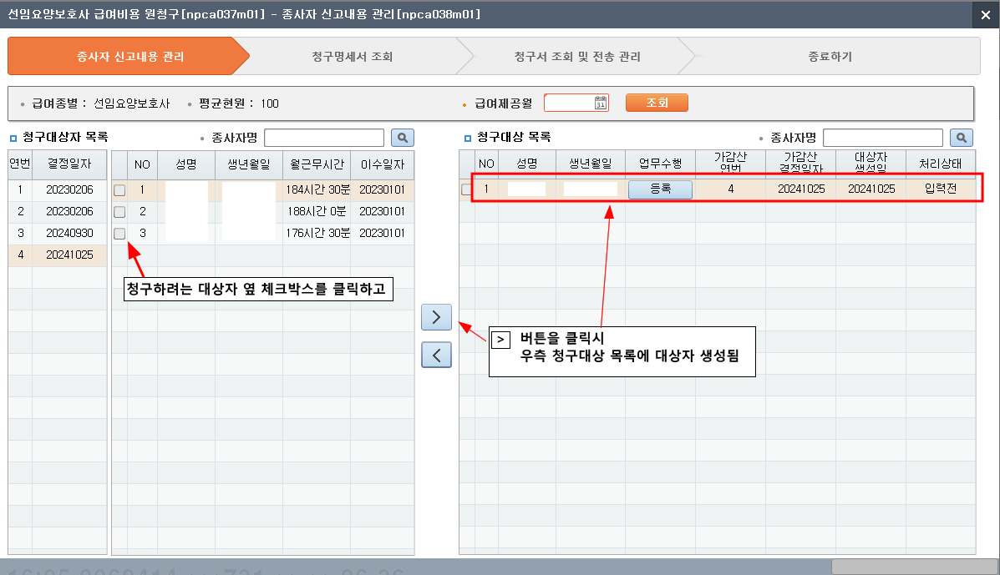 선임요양보호사 급여비용 원청구[npca037m01] - 종사자 신고내용 관리[npca038m01]
종사자 신고내용 관리
청구명세서 조회
청구서 조회 및 전송 관리
종료하기
급여종별 : 선임요양보호사 평균현원 : 100
급여제공월 조회
청구대상자 목록 종사자명
연번 결정일자
1 20230206
2 20230206
3 20240930
4 20241025
NO 성명 생년월일 월근무시간 이수일자
1 184시간 30분 20230101
2 188시간 0분 20230101
3 176시간 30분 20230101
청구하려는 대상자 옆 체크박스를 클릭하고
>
<
청구대상 목록 종사자명
NO 성명 생년월일 업무수행 가감산 연번 가감산 결정일자 대상자 생성일 처리상태
1 등록 4 20241025 20241025 입력전
> 버튼을 클릭시
우측 청구대상 목록에 대상자 생성됨